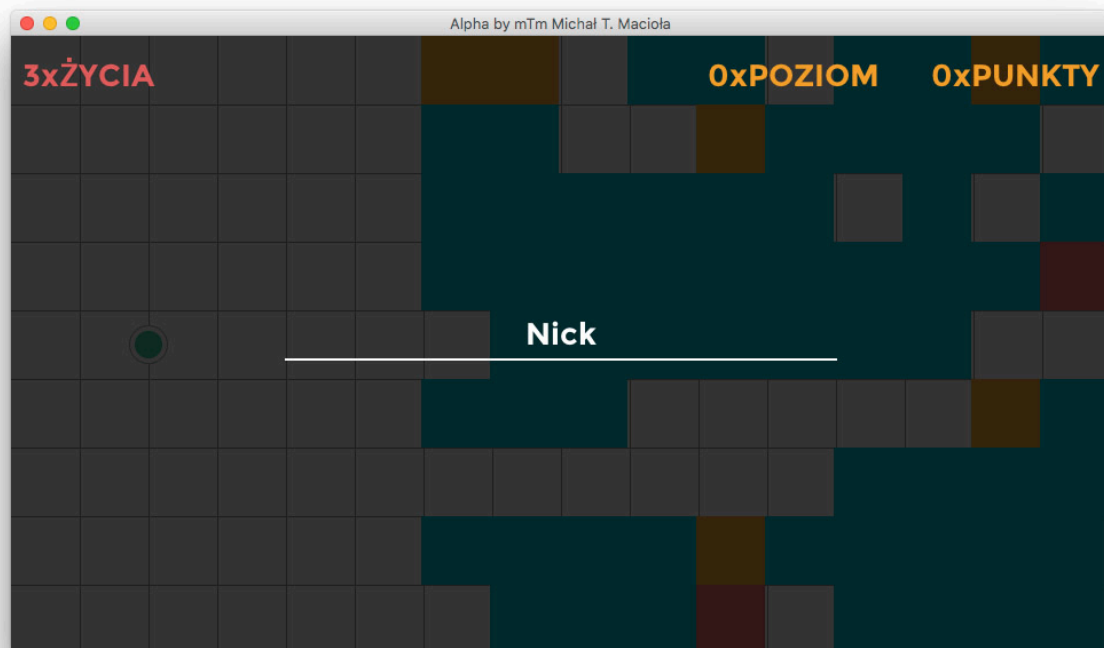 Alpha by mTm Michał T. Macioła
3xŻYCIA
0xPOZIOM
0xPUNKTY
Nick